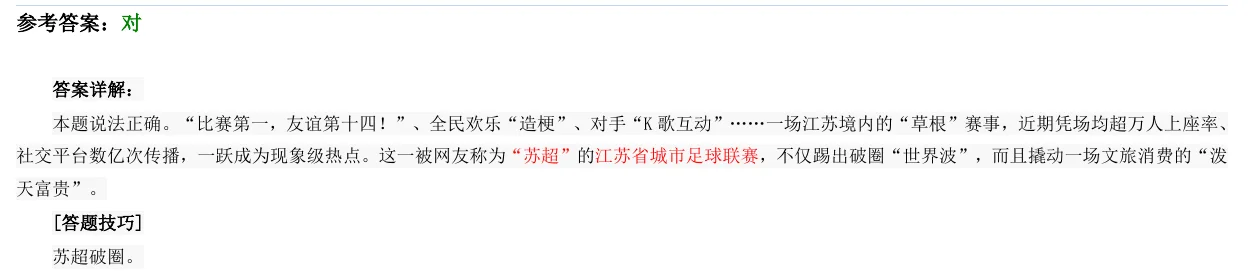 参考答案：对
答案详解：
本题说法正确。“比赛第一，友谊第十四！”、全民欢乐“造梗”、对手“K 歌互动”……一场江苏境内的“草根”赛事，近期凭场均超万人上座率、
社交平台数亿次传播，一跃成为现象级热点。这一被网友称为“苏超”的江苏省城市足球联赛，不仅踢出破圈“世界波”，而且撬动一场文旅消费的“泼
天富贵”。
[答题技巧]
苏超破圈。